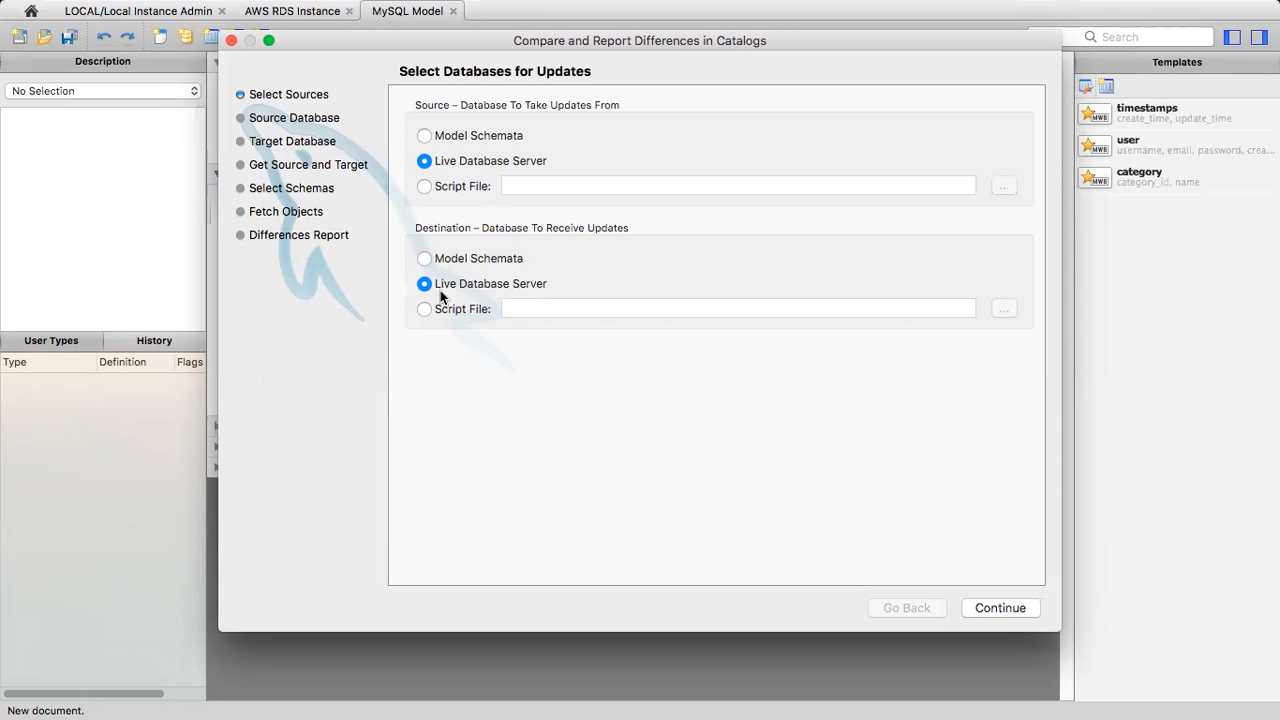 LOCAL/Local Instance Admin
AWS RDS Instance
MySQL Model
Search
Compare and Report Differences in Catalogs
Description
No Selection
User Types
History
Type
Definition
Flags
Select Sources
Source Database
Target Database
Get Source and Target
Select Schemas
Fetch Objects
Differences Report
Select Databases for Updates
Source – Database To Take Updates From
Model Schemata
Live Database Server
Script File:
...
Destination – Database To Receive Updates
Model Schemata
Live Database Server
Script File:
...
Go Back
Continue
Templates
MWB
timestamps
create_time, update_time
MWB
user
username, email, password, crea...
MWB
category
category_id, name
New document.